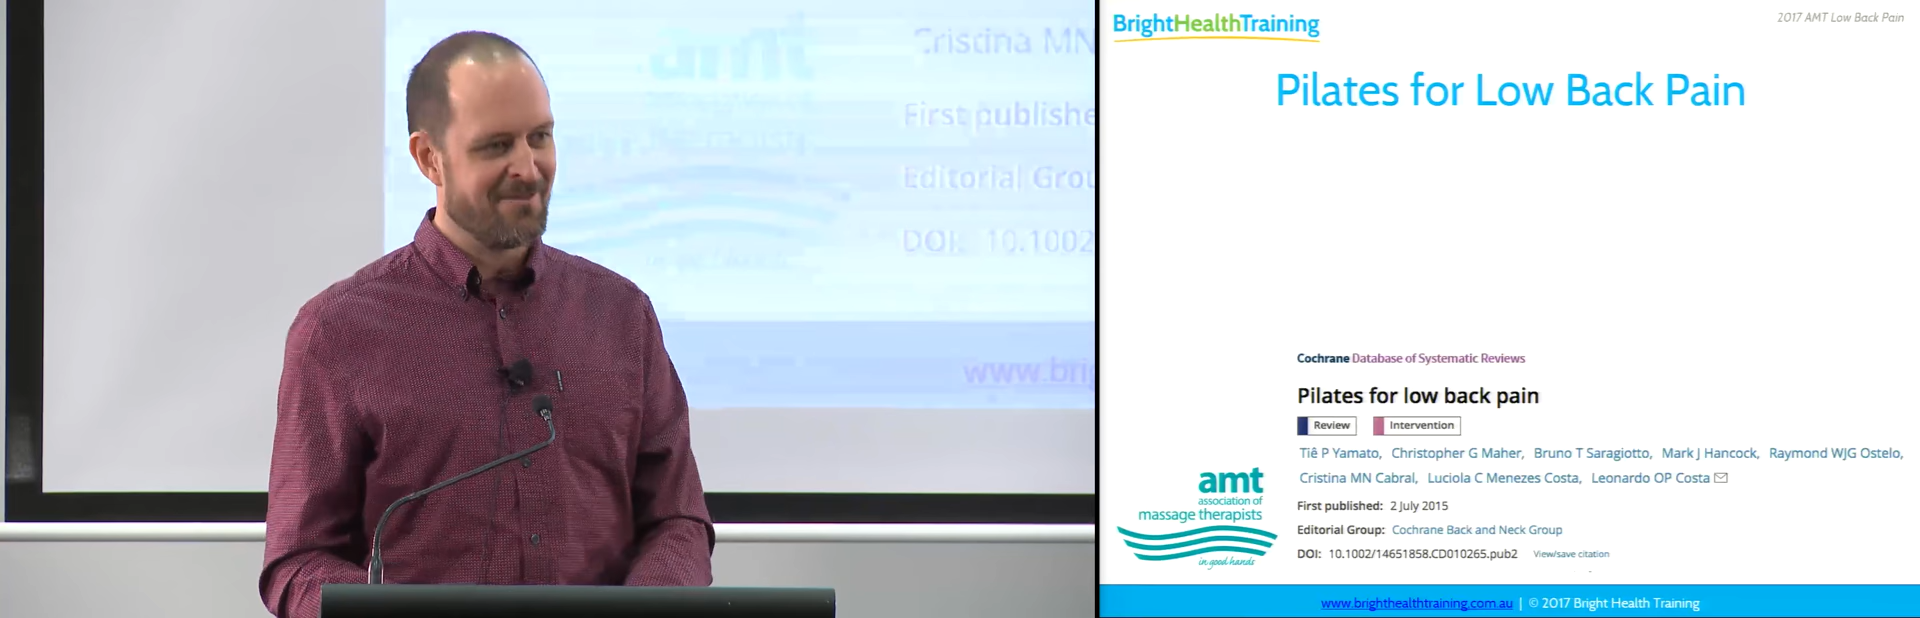 Cristina MN
First publishe
Editorial Grou
DOI: 10.1002
www.brig
BrightHealthTraining
2017 AMT Low Back Pain
Pilates for Low Back Pain
Cochrane Database of Systematic Reviews
Pilates for low back pain
Review Intervention
Tiê P Yamato, Christopher G Maher, Bruno T Saragiotto, Mark J Hancock, Raymond WJG Ostelo,
Cristina MN Cabral, Luciola C Menezes Costa, Leonardo OP Costa
First published: 2 July 2015
Editorial Group: Cochrane Back and Neck Group
DOI: 10.1002/14651858.CD010265.pub2 View/save citation
amt
association of
massage therapists
in good hands
www.brighthealthtraining.com.au | © 2017 Bright Health Training